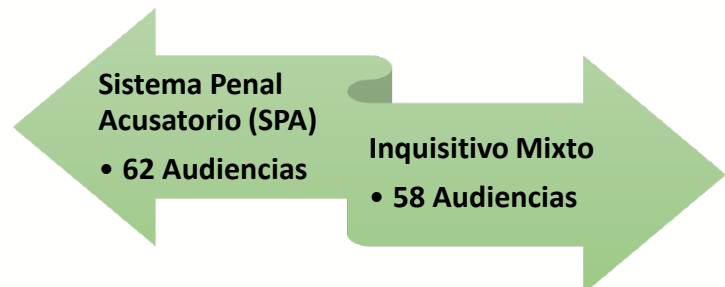 Sistema Penal
Acusatorio (SPA)
• 62 Audiencias
Inquisitivo Mixto
• 58 Audiencias